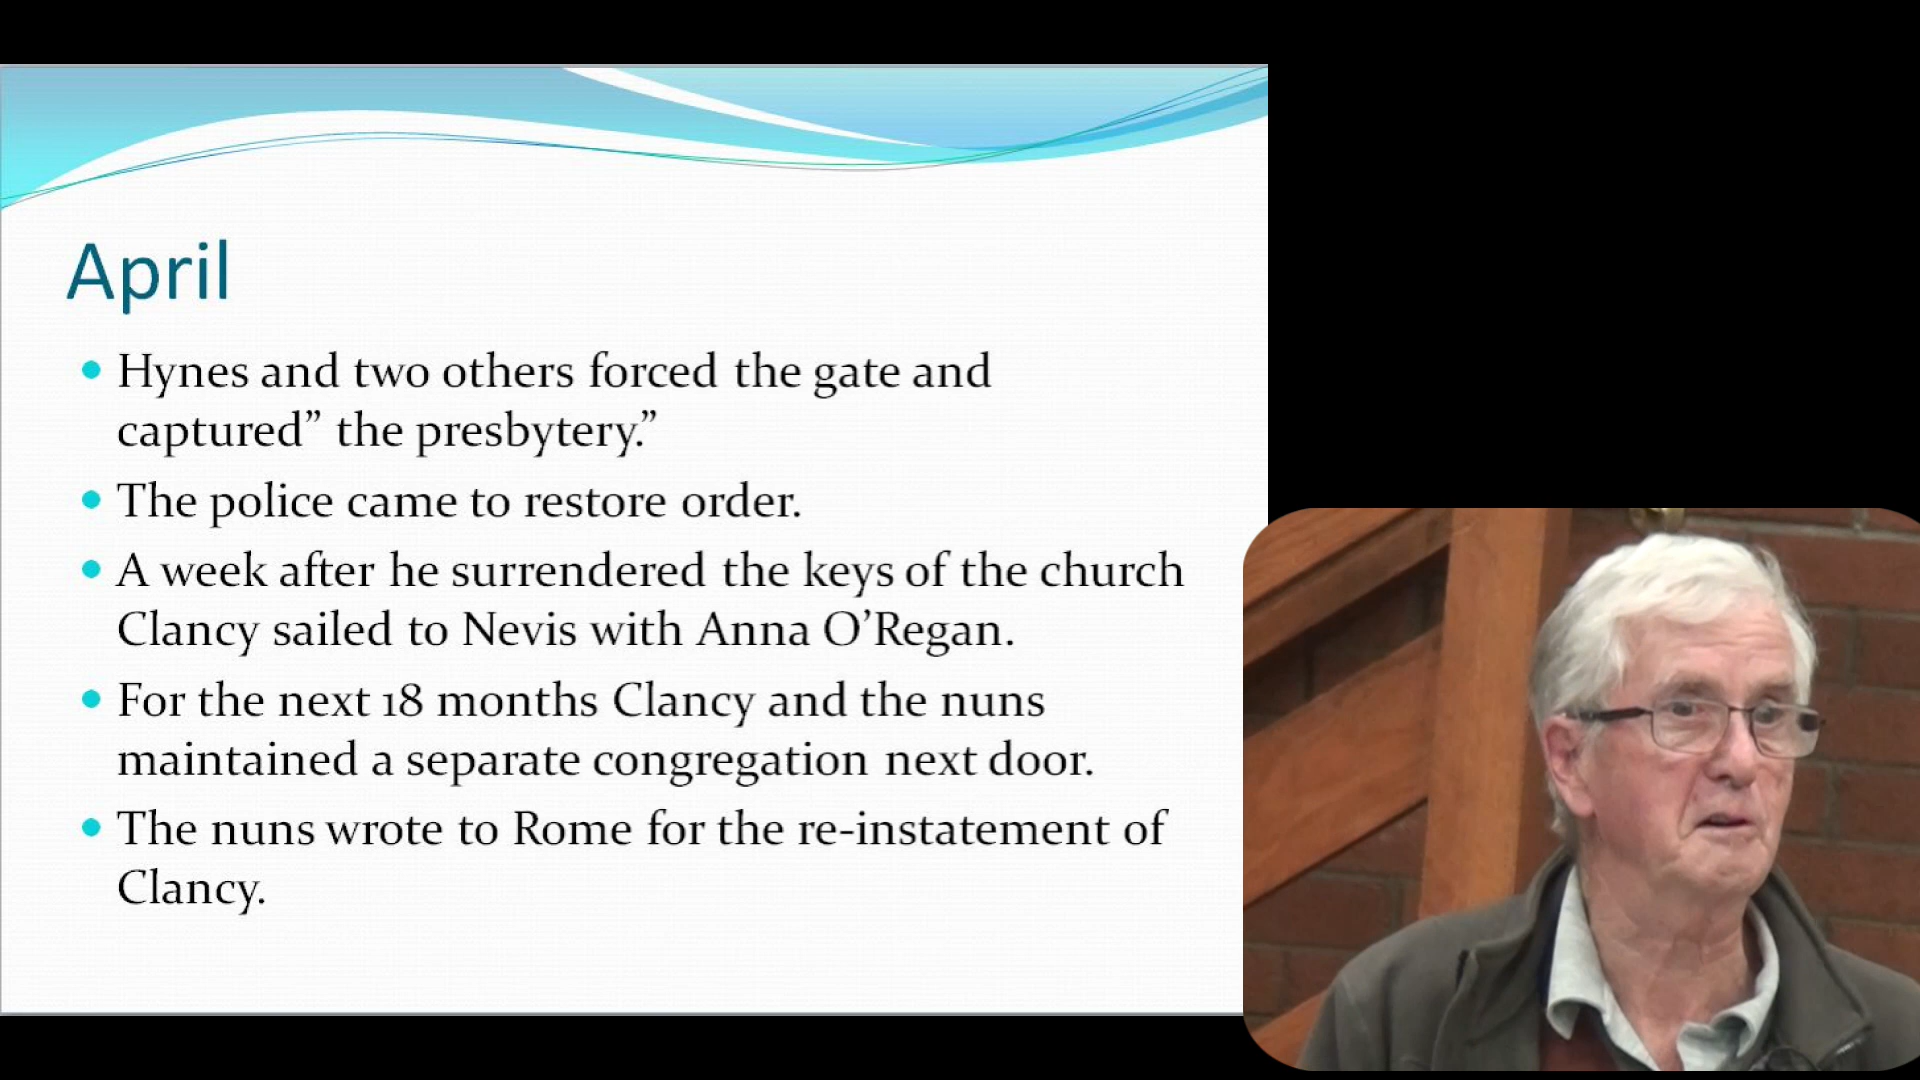 April
• Hynes and two others forced the gate and
captured” the presbytery.”
• The police came to restore order.
• A week after he surrendered the keys of the church
Clancy sailed to Nevis with Anna O’Regan.
• For the next 18 months Clancy and the nuns
maintained a separate congregation next door.
• The nuns wrote to Rome for the re-instatement of
Clancy.